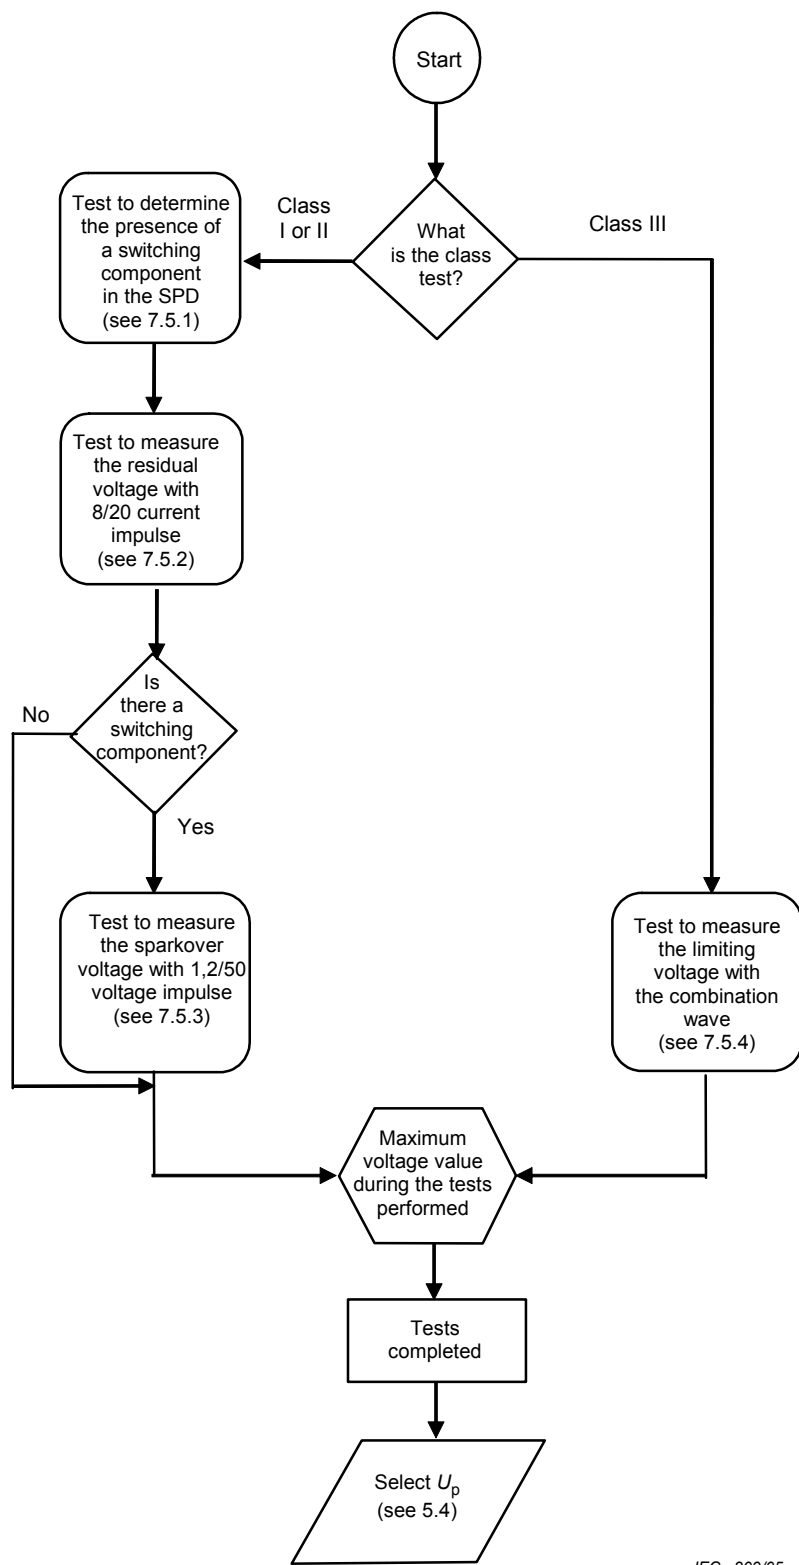 Start
What
is the class
test?
Class
I or II
Class III
Test to determine
the presence of
a switching
component
in the SPD
(see 7.5.1)
Test to measure
the residual
voltage with
8/20 current
impulse
(see 7.5.2)
Is
there a
switching
component?
No
Yes
Test to measure
the sparkover
voltage with 1,2/50
voltage impulse
(see 7.5.3)
Test to measure
the limiting
voltage with
the combination
wave
(see 7.5.4)
Maximum
voltage value
during the tests
performed
Tests
completed
Select Up
(see 5.4)